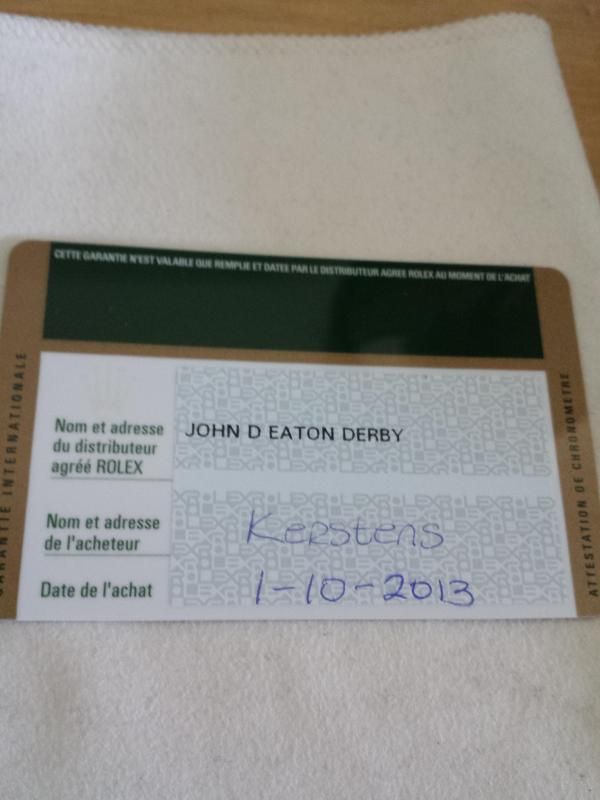 CETTE GARANTIE N'EST VALABLE QUE REMPLIE ET DATEE PAR LE DISTRIBUTEUR AGREE ROLEX AU MOMENT DE L'ACHAT
GARANTIE INTERNATIONALE
Nom et adresse
du distributeur
agréé ROLEX
JOHN D EATON DERBY
Nom et adresse
de l'acheteur
Kerstens
Date de l'achat
1-10-2013
ATTESTATION DE CHRONOMETRE